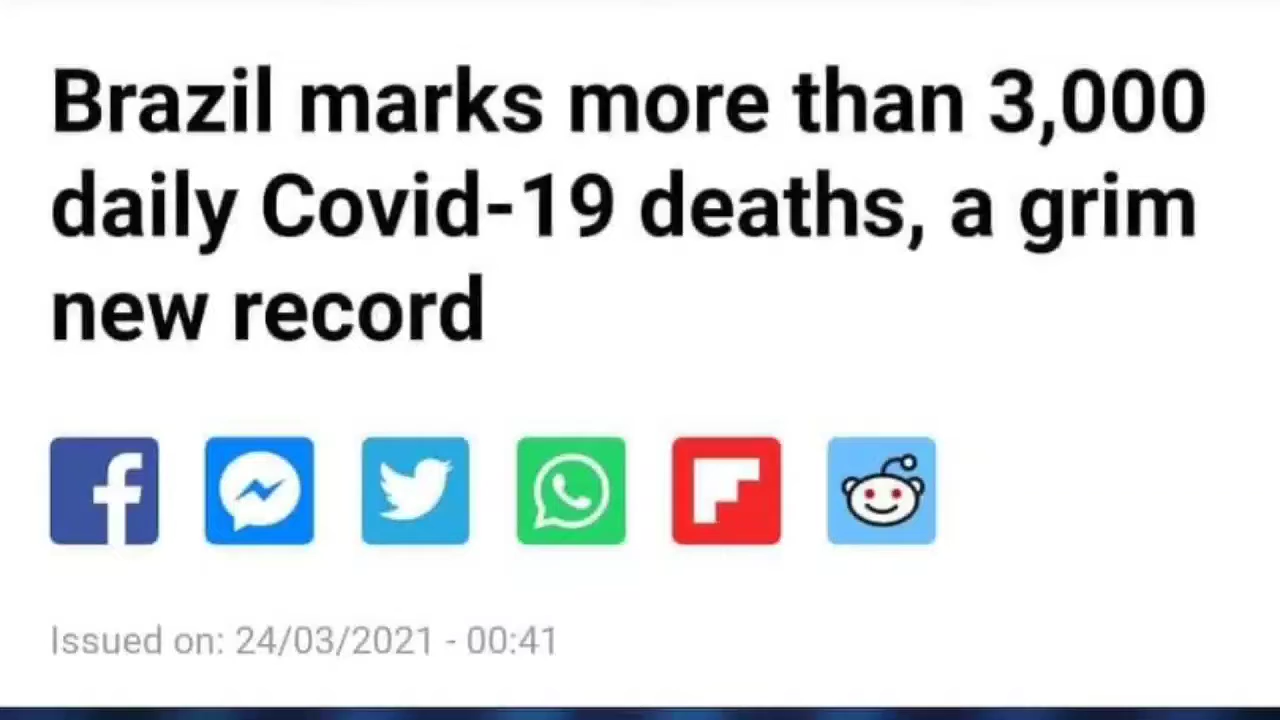 Brazil marks more than 3,000
daily Covid-19 deaths, a grim
new record
Issued on: 24/03/2021 - 00:41